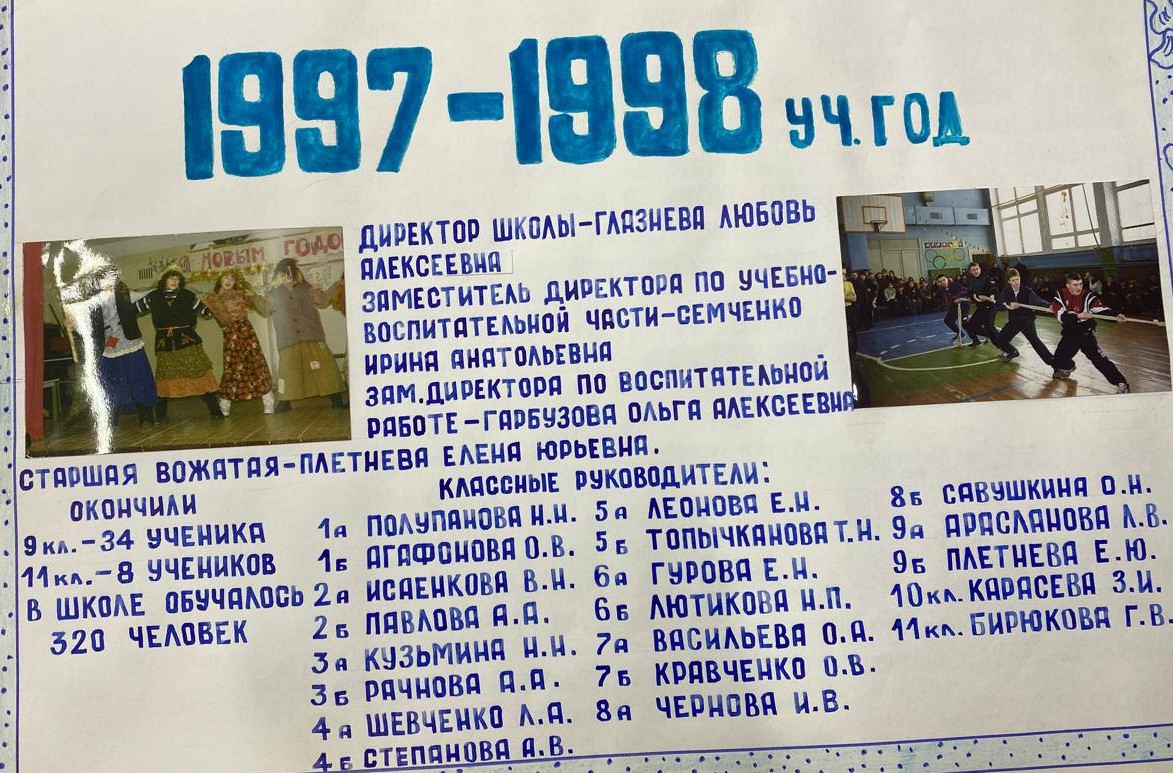 1997-1998 УЧ. ГОД
НОВЫМ ГОДО
ДИРЕКТОР ШКОЛЫ-ГЛАЗНЕВА ЛЮБОВЬ
АЛЕКСЕЕВНА
ЗАМЕСТИТЕЛЬ ДИРЕКТОРА ПО УЧЕБНО-
ВОСПИТАТЕЛЬНОЙ ЧАСТИ-СЕМЧЕНКО
ИРИНА АНАТОЛЬЕВНА
ЗАМ.ДИРЕКТОРА ПО ВОСПИТАТЕЛЬНОЙ
РАБОТЕ-ГАРБУЗОВА ОЛЬГА АЛЕКСЕЕВНА
СТАРШАЯ ВОЖАТАЯ-ПЛЕТНЕВА ЕЛЕНА ЮРЬЕВНА.
ОКОНЧИЛИ
9 КЛ.-34 УЧЕНИКА
11 КЛ.-8 УЧЕНИКОВ
В ШКОЛЕ ОБУЧАЛОСЬ
320 ЧЕЛОВЕК
КЛАССНЫЕ РУКОВОДИТЕЛИ:
1А ПОЛУПАНОВА Н.Н.
1Б АГАФОНОВА О.В.
2А ИСАЕНКОВА В.Н.
2Б ПАВЛОВА А.А.
3А КУЗЬМИНА Н.Н.
3Б РАЧНОВА А.А.
4А ШЕВЧЕНКО Л.А.
4Б СТЕПАНОВА А.В.
5А ЛЕОНОВА Е.Н.
5Б ТОПЫЧКАНОВА Т.Н.
6А ГУРОВА Е.Н.
6Б ЛЮТИКОВА Н.П.
7А ВАСИЛЬЕВА О.А.
7Б КРАВЧЕНКО О.В.
8А ЧЕРНОВА И.В.
8Б САВУШКИНА О.Н.
9А АРАСЛАНОВА Л.В.
9Б ПЛЕТНЕВА Е.Ю.
10 КЛ. КАРАСЕВА З.И.
11 КЛ. БИРЮКОВА Г.В.